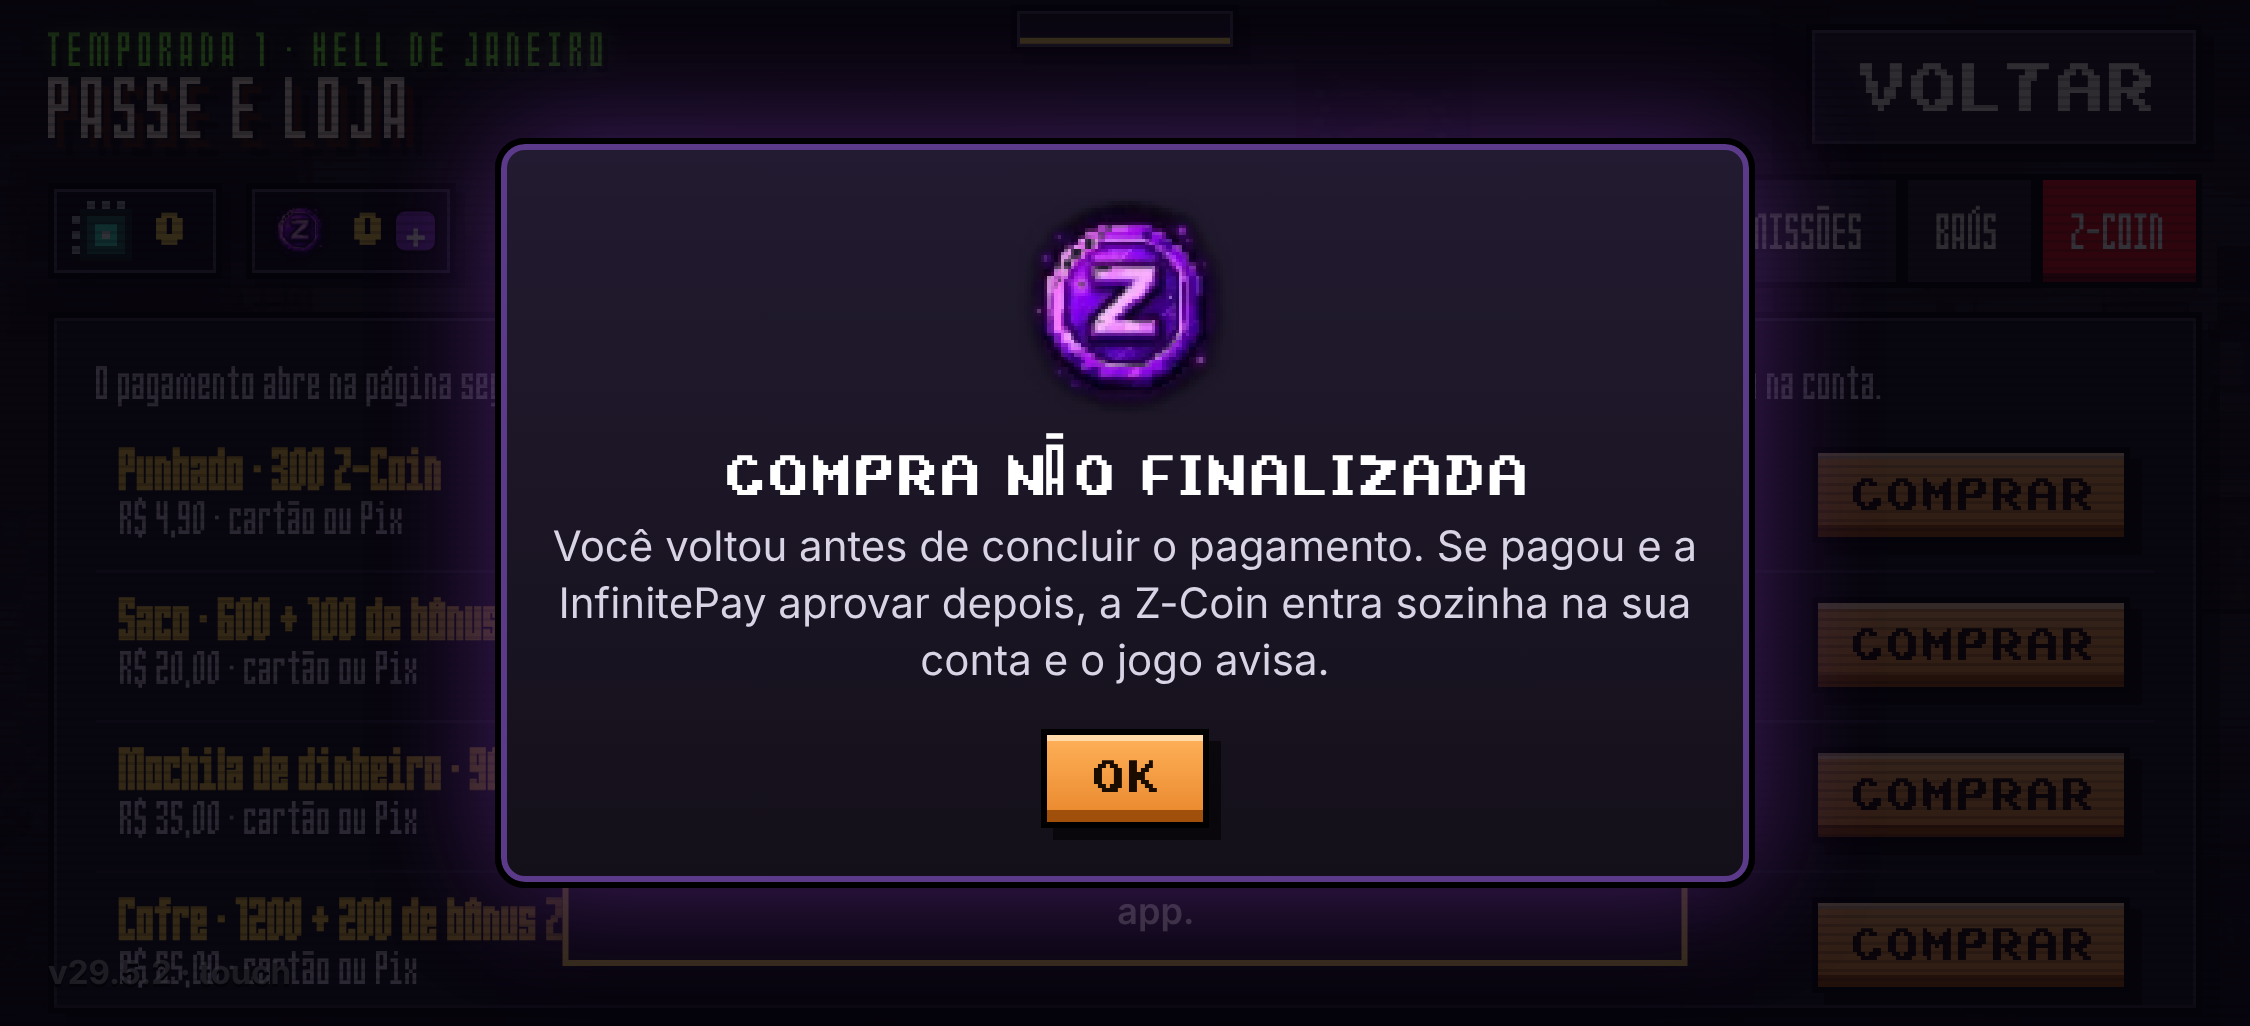 TEMPORADA 1 · HELL DE JANEIRO
PASSE E LOJA
VOLTAR
0
Z 0 +
MISSÕES BAÚS Z-COIN
O pagamento abre na página
na conta.
Z
COMPRA NÃO FINALIZADA
Você voltou antes de concluir o pagamento. Se pagou e a
InfinitePay aprovar depois, a Z-Coin entra sozinha na sua
conta e o jogo avisa.
OK
Punhado · 300 Z-Coin
R$ 4,90 · cartão ou Pix
COMPRAR
Saco · 600 + 100 de bônus
R$ 20,00 · cartão ou Pix
COMPRAR
Mochila de dinheiro ·
R$ 35,00 · cartão ou Pix
COMPRAR
Cofre · 1200 + 200 de bônus
cartão ou Pix
COMPRAR
app.
touch